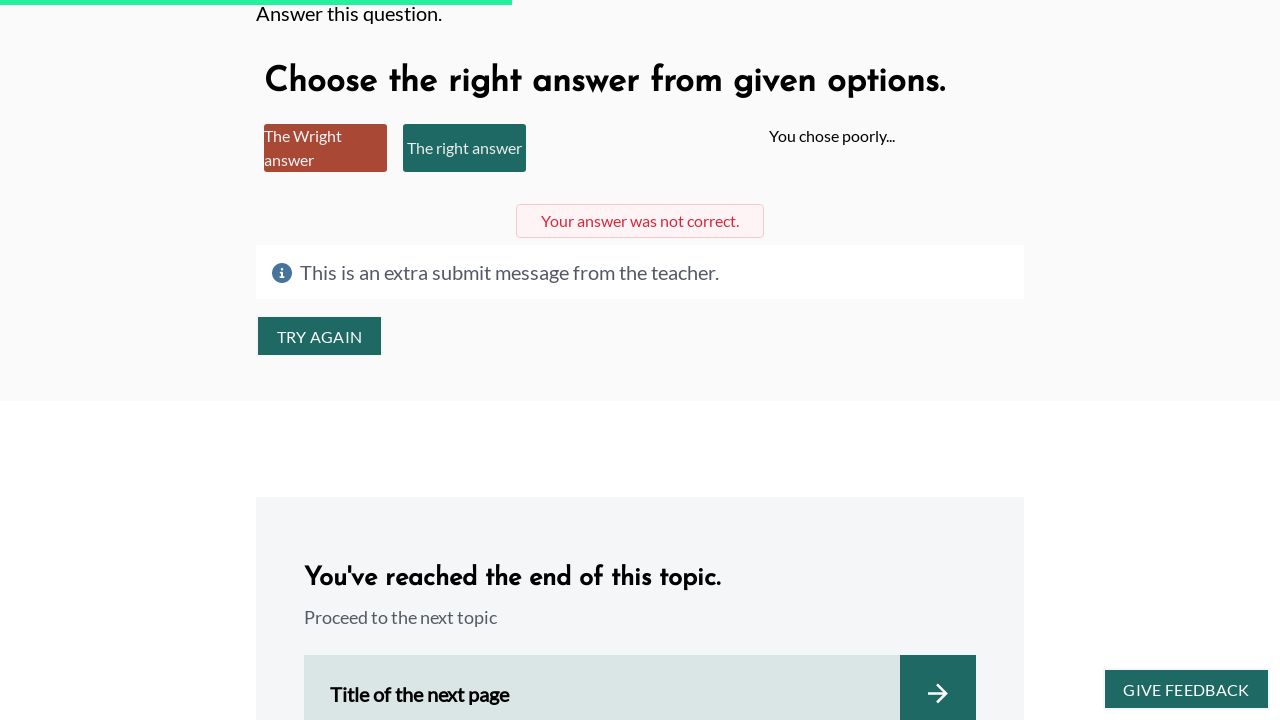 Answer this question.
Choose the right answer from given options.
The Wright
answer
The right answer
You chose poorly...
Your answer was not correct.
This is an extra submit message from the teacher.
TRY AGAIN
You've reached the end of this topic.
Proceed to the next topic
Title of the next page
GIVE FEEDBACK